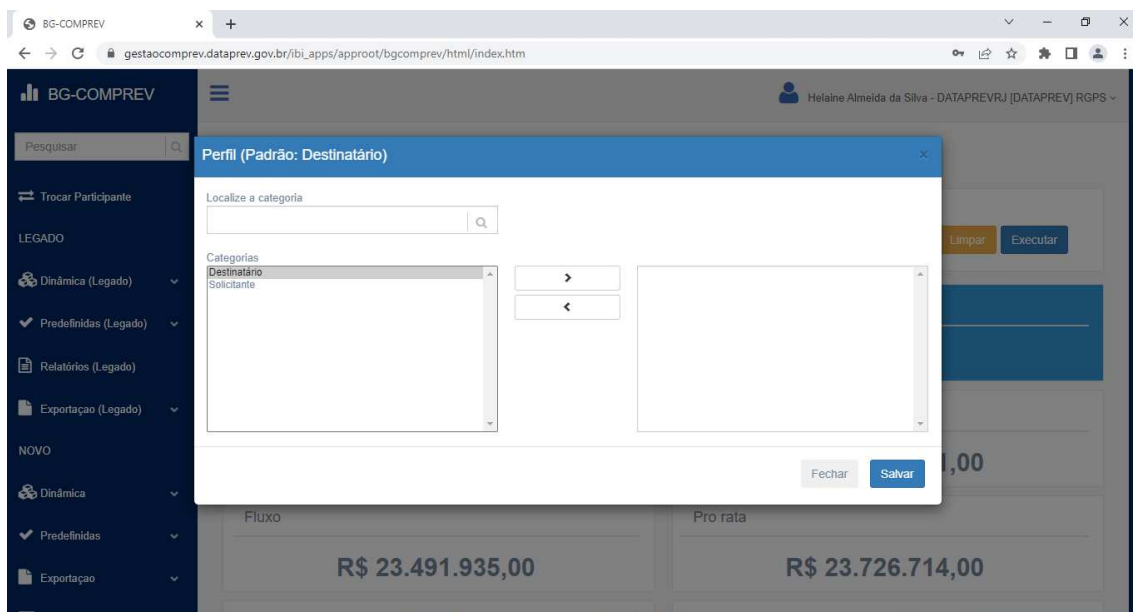 BG-COMPREV
gestaocomprev.dataprev.gov.br/ibi_apps/approot/bgcomprev/html/index.htm
BG-COMPREV
Helaine Almeida da Silva - DATAPREVRJ [DATAPREV] RGPS
Pesquisar
Perfil (Padrão: Destinatário)
Trocar Participante
Localize a categoria
LEGADO
Limpar Executar
Categorias
Destinatário
Solicitante
Dinâmica (Legado)
Predefinidas (Legado)
Relatórios (Legado)
Exportaçao (Legado)
NOVO
Fechar Salvar
,00
Dinâmica
Fluxo Pro rata
Predefinidas
R$ 23.491.935,00 R$ 23.726.714,00
Exportaçao